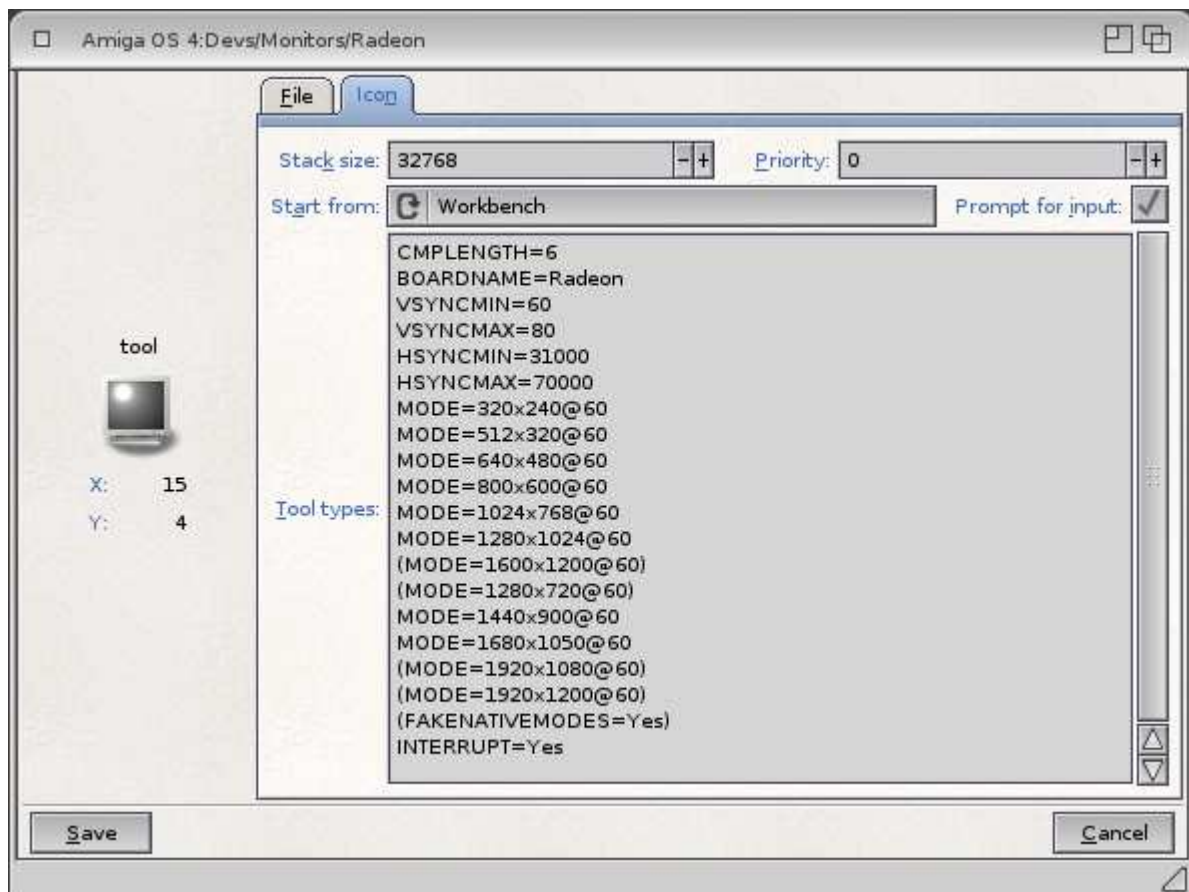 Amiga OS 4:Devs/Monitors/Radeon
File Icon
Stack size: 32768 - + Priority: 0 - +
Start from: Workbench Prompt for input:
tool
X: 15
Y: 4
Tool types:
CMPLENGTH=6
BOARDNAME=Radeon
VSYNCMIN=60
VSYNCMAX=80
HSYNCMIN=31000
HSYNCMAX=70000
MODE=320x240@60
MODE=512x320@60
MODE=640x480@60
MODE=800x600@60
MODE=1024x768@60
MODE=1280x1024@60
(MODE=1600x1200@60)
(MODE=1280x720@60)
MODE=1440x900@60
MODE=1680x1050@60
(MODE=1920x1080@60)
(MODE=1920x1200@60)
(FAKENATIVEMODES=Yes)
INTERRUPT=Yes
Save Cancel